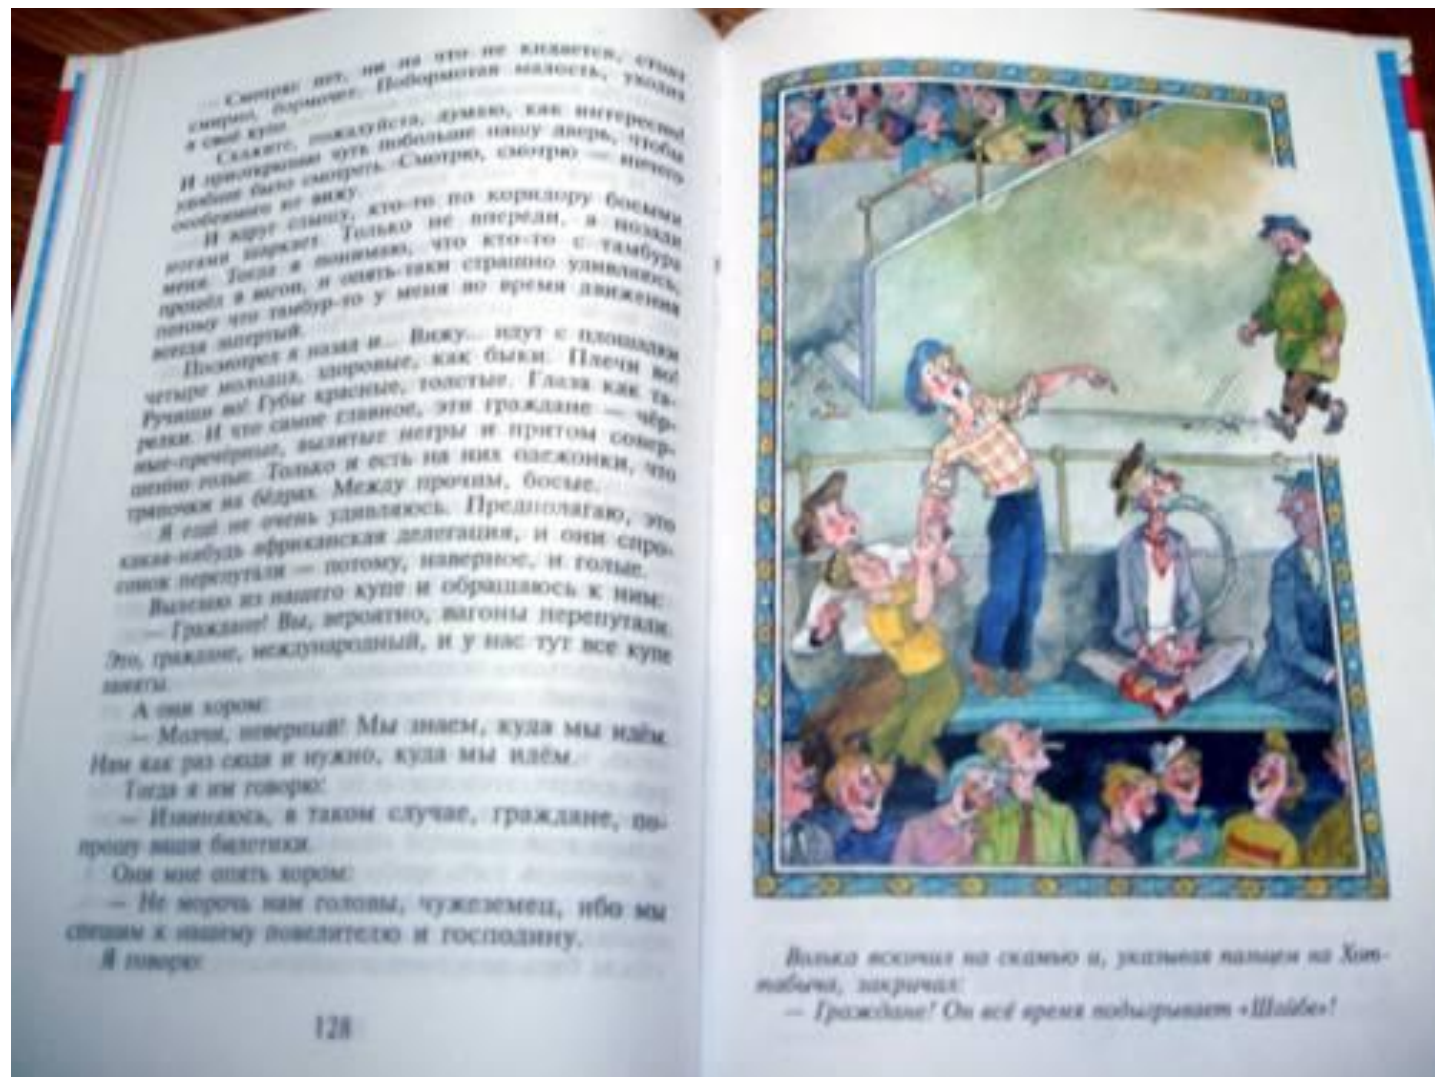 — Смотрю: нет, ни на что не кидается, стоит
смирно, бормочет. Побормотал малость, уходит
в своё купе.
Скажите, пожалуйста, думаю, как интересно!
И приоткрываю чуть побольше нашу дверь, чтобы
удобнее было смотреть. Смотрю, смотрю — ничего
особенного не вижу.
И вдруг слышу, кто-то по коридору босыми
ногами шаркает. Только не впереди, а позади
меня. Тогда я понимаю, что кто-то с тамбура
прошёл в вагон, и опять-таки страшно удивляюсь,
потому что тамбур-то у меня во время движения
всегда запертый.
Посмотрел я назад и... Вижу... идут с площадки
четыре молодца, здоровые, как быки. Плечи во!
Ручищи во! Губы красные, толстые. Глаза как та-
релки. И что самое главное, эти граждане — чёр-
ные-пречёрные, вылитые негры и притом совер-
шенно голые. Только и есть на них одежонки, что
тряпочки на бёдрах. Между прочим, босые.
Я ещё не очень удивляюсь. Предполагаю, это
какая-нибудь африканская делегация, и они спро-
сонок перепутали — потому, наверное, и голые.
Вылезаю из нашего купе и обращаюсь к ним:
— Граждане! Вы, вероятно, вагоны перепутали.
Это, граждане, международный, и у нас тут все купе
заняты.
А они хором:
— Молчи, неверный! Мы знаем, куда мы идём.
Нам как раз сюда и нужно, куда мы идём.
Тогда я им говорю:
— Извиняюсь, в таком случае, граждане, по-
прошу ваши билетики.
Они мне опять хором:
— Не морочь нам головы, чужеземец, ибо мы
спешим к нашему повелителю и господину.
Я говорю:
128
Волька вскочил на скамью и, указывая пальцем на Хот-
табыча, закричал:
— Граждане! Он всё время подыгрывает «Шайбе»!